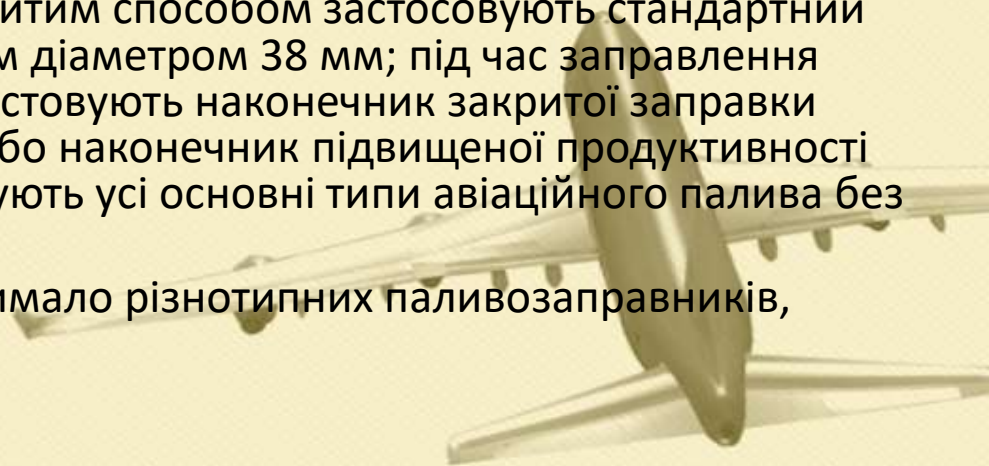 итим способом застосовують стандартний
м діаметром 38 мм; під час заправлення
стовують наконечник закритої заправки
бо наконечник підвищеної продуктивності
ують усі основні типи авіаційного палива без
имало різнотипних паливозаправників,